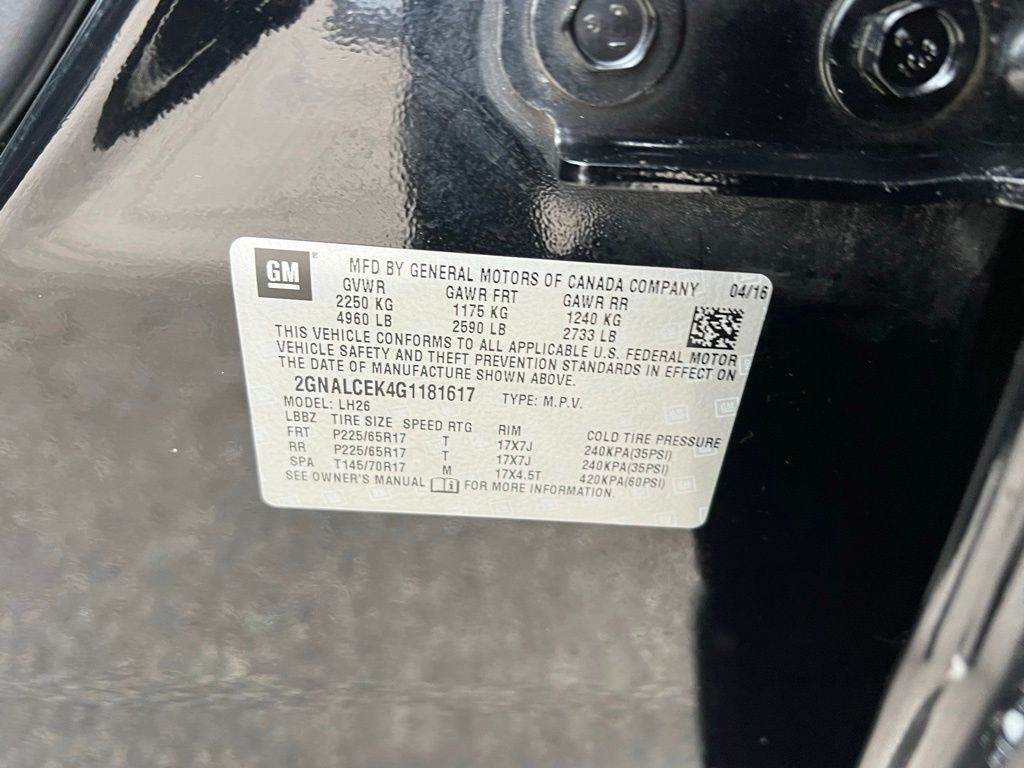 GM ®
MFD BY GENERAL MOTORS OF CANADA COMPANY 04/16
GVWR GAWR FRT GAWR RR
2250 KG 1175 KG 1240 KG
4960 LB 2590 LB 2733 LB
THIS VEHICLE CONFORMS TO ALL APPLICABLE U.S. FEDERAL MOTOR
VEHICLE SAFETY AND THEFT PREVENTION STANDARDS IN EFFECT ON
THE DATE OF MANUFACTURE SHOWN ABOVE.
2GNALCEK4G1181617 TYPE: M.P.V.
MODEL: LH26
LBBZ TIRE SIZE SPEED RTG RIM COLD TIRE PRESSURE
FRT P225/65R17 T 17X7J 240KPA(35PSI)
RR P225/65R17 T 17X7J 240KPA(35PSI)
SPA T145/70R17 M 17X4.5T 420KPA(60PSI)
SEE OWNER'S MANUAL FOR MORE INFORMATION.